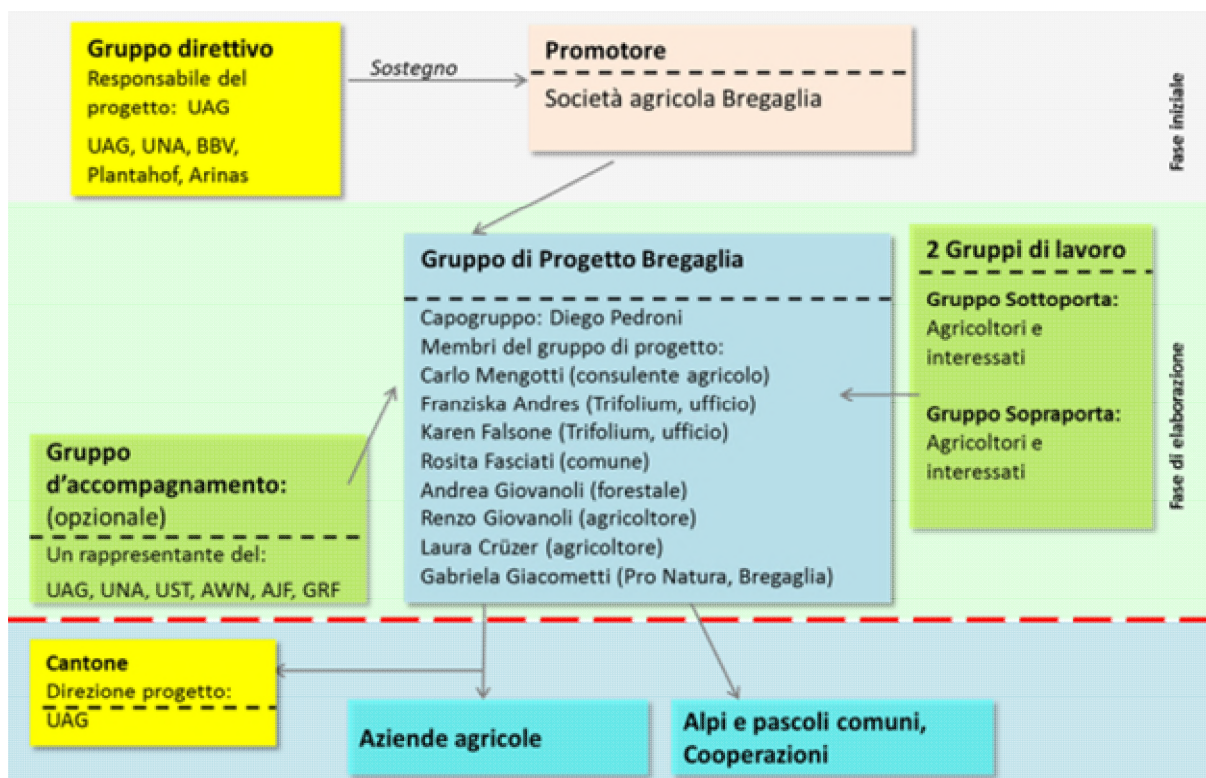 Gruppo direttivo
Responsabile del
progetto: UAG
UAG, UNA, BBV,
Plantahof, Arinas
Sostegno
Promotore
Società agricola Bregaglia
Fase iniziale
Gruppo di Progetto Bregaglia
Capogruppo: Diego Pedroni
Membri del gruppo di progetto:
Carlo Mengotti (consulente agricolo)
Franziska Andres (Trifolium, ufficio)
Karen Falsone (Trifolium, ufficio)
Rosita Fasciati (comune)
Andrea Giovanoli (forestale)
Renzo Giovanoli (agricoltore)
Laura Crüzer (agricoltore)
Gabriela Giacometti (Pro Natura, Bregaglia)
2 Gruppi di lavoro
Gruppo Sottoporta:
Agricoltori e
interessati
Gruppo Sopraporta:
Agricoltori e
interessati
Fase di elaborazione
Gruppo
d'accompagnamento:
(opzionale)
Un rappresentante del:
UAG, UNA, UST, AWN, AJF, GRF
Cantone
Direzione progetto:
UAG
Aziende agricole
Alpi e pascoli comuni,
Cooperazioni